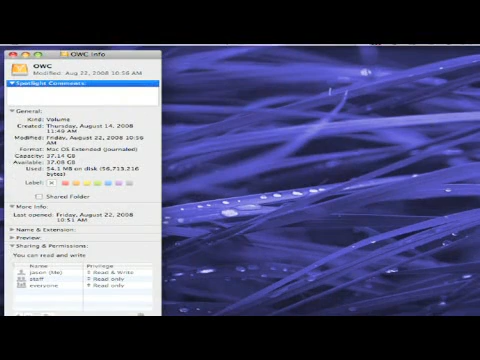 OWC Info
OWC
Modified: Aug 22, 2008 10:56 AM
Spotlight Comments:
General:
Kind: Volume
Created: Thursday, August 14, 2008
11:49 AM
Modified: Friday, August 22, 2008 10:56
AM
Format: Mac OS Extended (Journaled)
Capacity: 37.14 GB
Available: 37.08 GB
Used: 54.1 MB on disk (56,713,216
bytes)
Label:
Shared Folder
More Info:
Last opened: Friday, August 22, 2008
10:51 AM
Name & Extension:
Preview:
Sharing & Permissions:
You can read and write
Name Privilege
jason (Me) Read & Write
staff Read only
everyone Read only